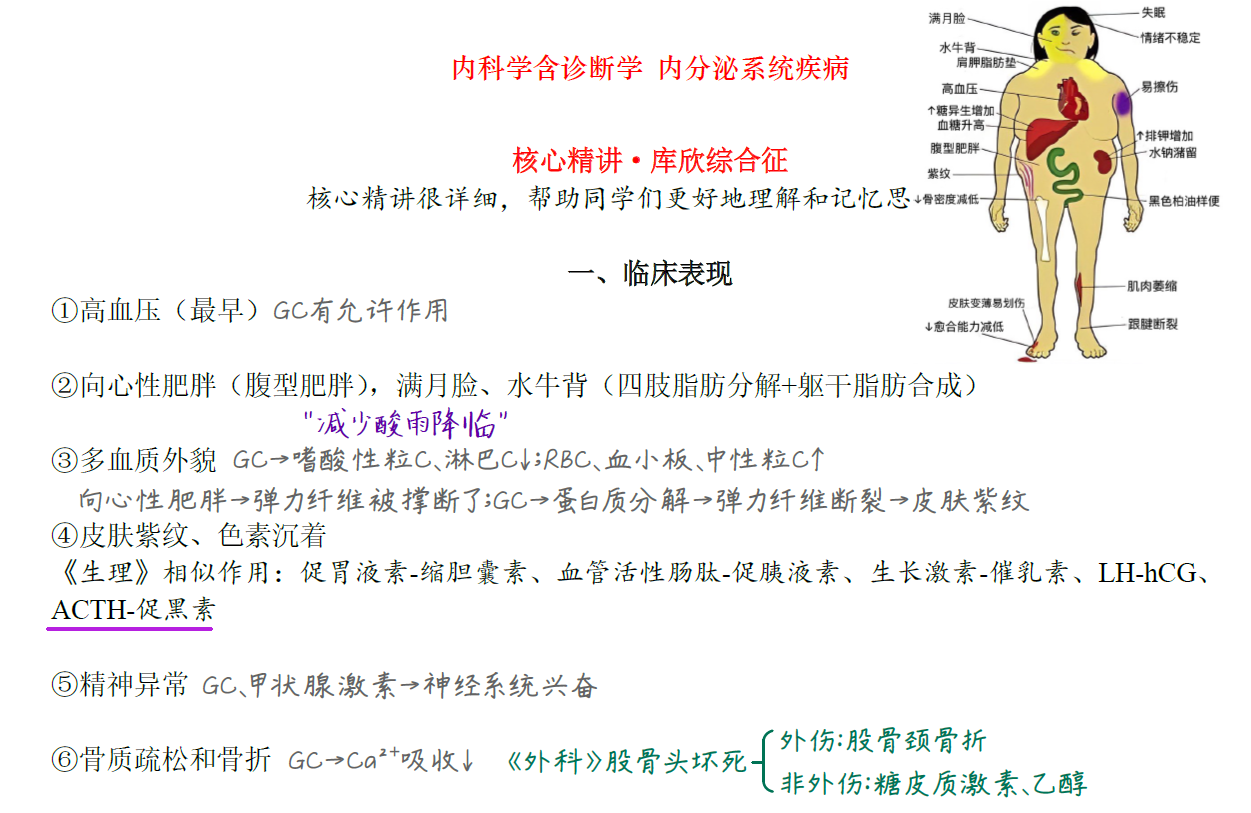 内科学含诊断学 内分泌系统疾病
核心精讲·库欣综合征
核心精讲很详细，帮助同学们更好地理解和记忆思
满月脸
水牛背
肩胛脂肪垫
高血压
↑糖异生增加
血糖升高
腹型肥胖
紫纹
↓骨密度减低
皮肤变薄易划伤
↓愈合能力减低
失眠
情绪不稳定
易擦伤
↑排钾增加
水钠潴留
黑色柏油样便
肌肉萎缩
跟腱断裂
一、临床表现
①高血压（最早）GC有允许作用
②向心性肥胖（腹型肥胖），满月脸、水牛背（四肢脂肪分解+躯干脂肪合成）
"减少酸雨降临"
③多血质外貌 GC→嗜酸性粒C、淋巴C↓;RBC、血小板、中性粒C↑
向心性肥胖→弹力纤维被撑断了;GC→蛋白质分解→弹力纤维断裂→皮肤紫纹
④皮肤紫纹、色素沉着
《生理》相似作用：促胃液素-缩胆囊素、血管活性肠肽-促胰液素、生长激素-催乳素、LH-hCG、
ACTH-促黑素
⑤精神异常 GC、甲状腺激素→神经系统兴奋
⑥骨质疏松和骨折 GC→Ca²⁺吸收↓ 《外科》股骨头坏死
外伤:股骨颈骨折
非外伤:糖皮质激素、乙醇